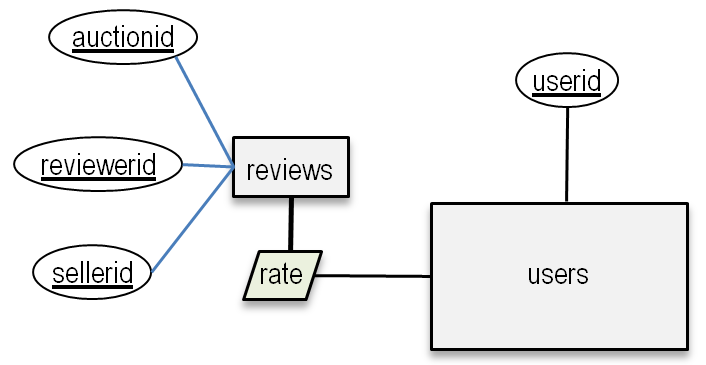 auctionid
userid
reviewerid
reviews
sellerid
rate
users